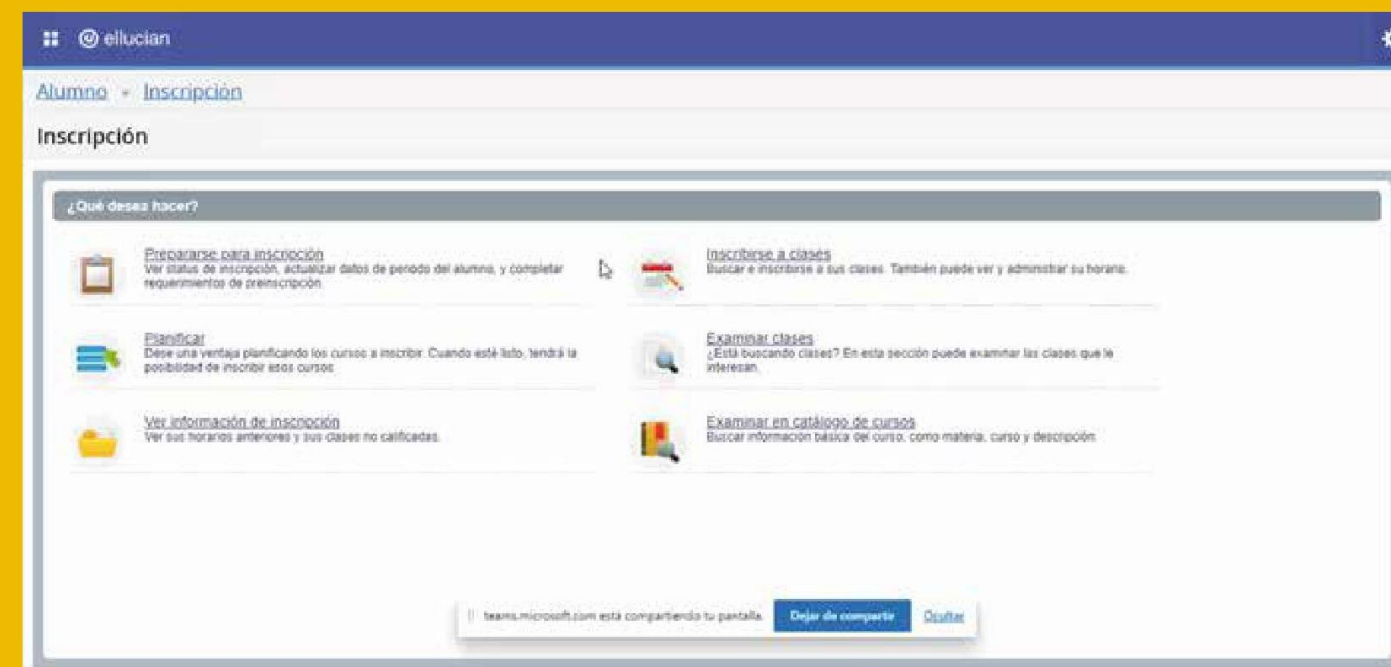 ellucian
Alumno • Inscripción
Inscripción
¿Qué desea hacer?
Prepararse para inscripción
Ver status de inscripción, actualizar datos de periodo del alumno, y completar
requerimientos de preinscripción.
Inscribirse a clases
Buscar e inscribirse a sus clases. También puede ver y administrar su horario.
Planificar
Dese una ventaja planificando los cursos a inscribir. Cuando esté listo, tendrá la
posibilidad de inscribir esos cursos
Examinar clases
¿Está buscando clases? En esta sección puede examinar las clases que le
interesan.
Ver información de inscripción
Ver sus horarios anteriores y sus clases no calificadas.
Examinar en catálogo de cursos
Buscar información básica del curso, como materia, curso y descripción
teams.microsoft.com está compartiendo tu pantalla.
Dejar de compartir
Ocultar